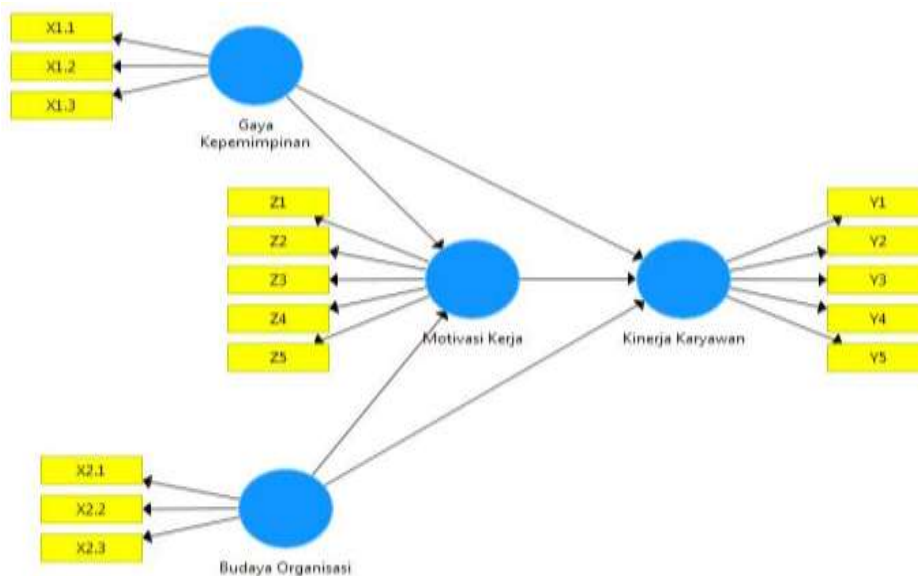 X1.1
X1.2
X1.3
Gaya
Kepemimpinan
Z1
Z2
Z3
Z4
Z5
Motivasi Kerja
Y1
Y2
Y3
Y4
Y5
Kinerja Karyawan
X2.1
X2.2
X2.3
Budaya Organisasi